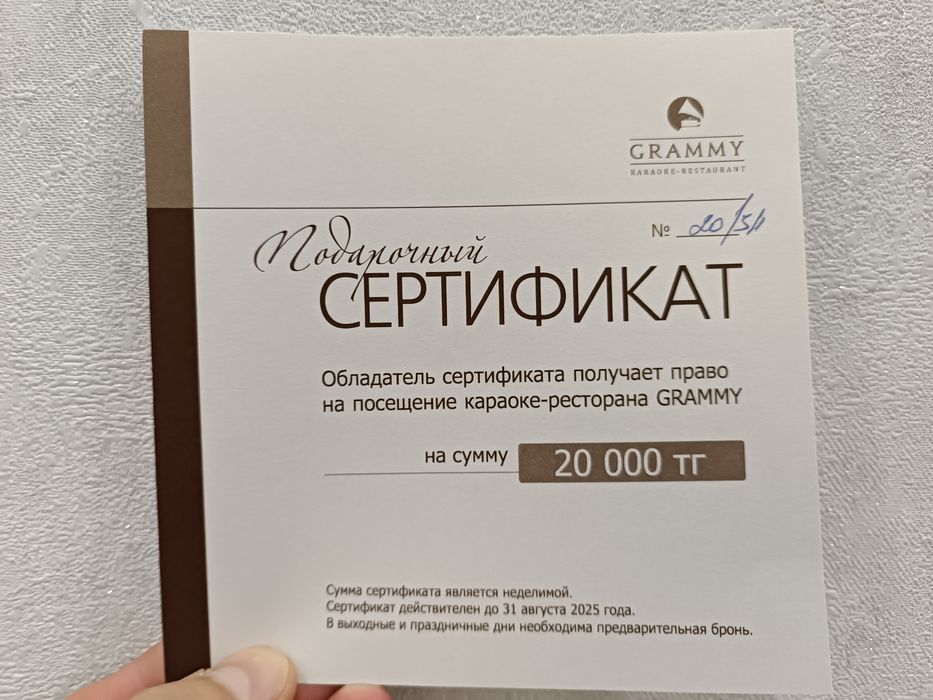 GRAMMY
KARAOKE-RESTAURANT
№ 20/54
Подарочный
СЕРТИФИКАТ
Обладатель сертификата получает право
на посещение караоке-ресторана GRAMMY
на сумму 20 000 тг
Сумма сертификата является неделимой.
Сертификат действителен до 31 августа 2025 года.
В выходные и праздничные дни необходима предварительная бронь.